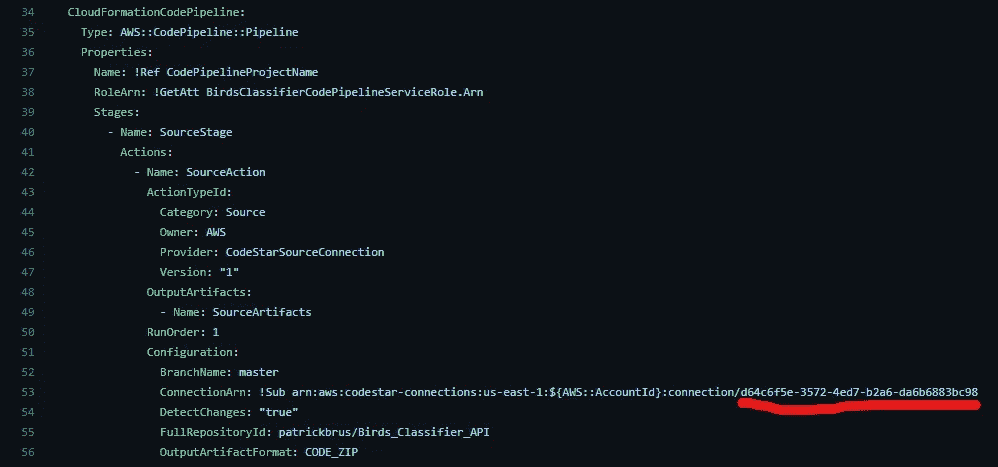 34 CloudFormationCodePipeline:
35 Type: AWS::CodePipeline::Pipeline
36 Properties:
37 Name: !Ref CodePipelineProjectName
38 RoleArn: !GetAtt BirdsClassifierCodePipelineServiceRole.Arn
39 Stages:
40 - Name: SourceStage
41 Actions:
42 - Name: SourceAction
43 ActionTypeId:
44 Category: Source
45 Owner: AWS
46 Provider: CodeStarSourceConnection
47 Version: "1"
48 OutputArtifacts:
49 - Name: SourceArtifacts
50 RunOrder: 1
51 Configuration:
52 BranchName: master
53 ConnectionArn: !Sub arn:aws:codestar-connections:us-east-1:${AWS::AccountId}:connection/d64c6f5e-3572-4ed7-b2a6-da6b6883bc98
54 DetectChanges: "true"
55 FullRepositoryId: patrickbrus/Birds_Classifier_API
56 OutputArtifactFormat: CODE_ZIP